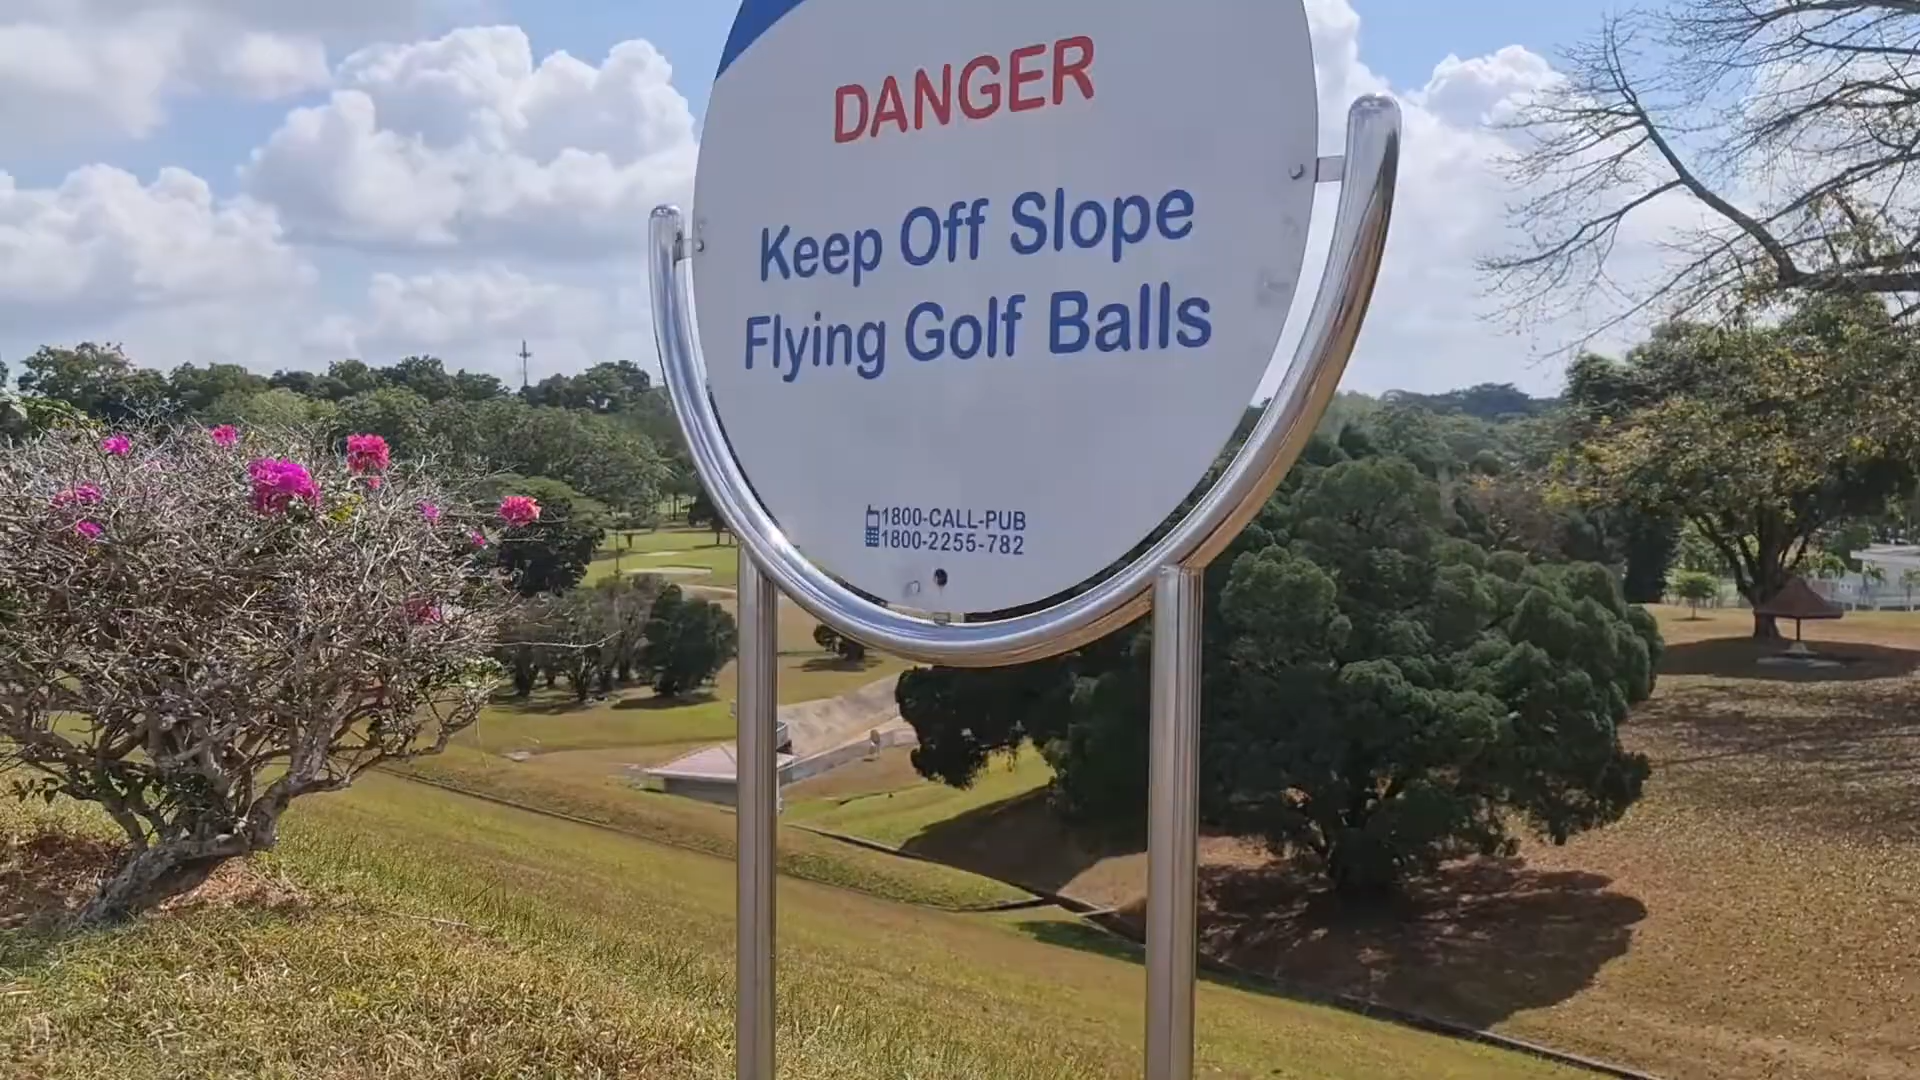 DANGER
Keep Off Slope
Flying Golf Balls
1800-CALL-PUB
1800-2255-782